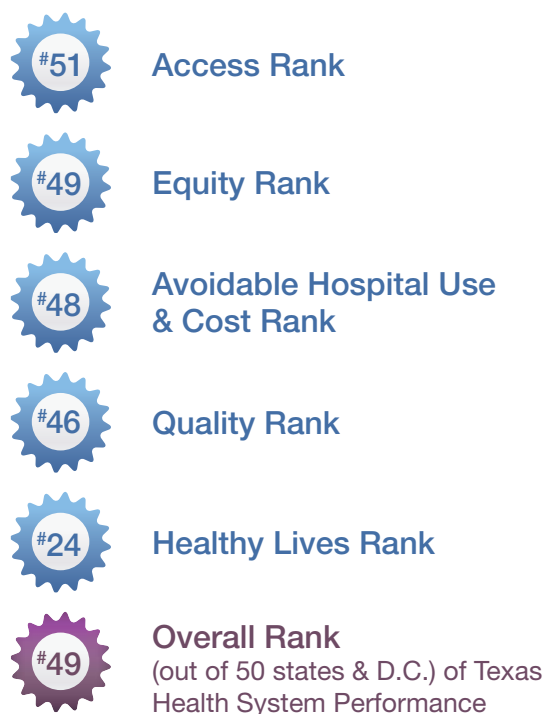 #51 Access Rank
#49 Equity Rank
#48 Avoidable Hospital Use
& Cost Rank
#46 Quality Rank
#24 Healthy Lives Rank
#49 Overall Rank
(out of 50 states & D.C.) of Texas
Health System Performance